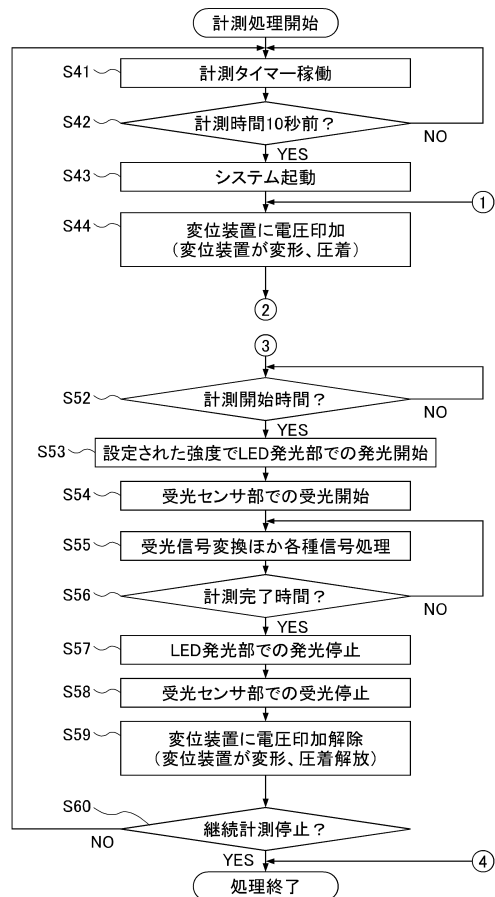 計測処理開始
S41
計測タイマー稼働
S42
計測時間10秒前？
NO
YES
S43
システム起動
①
S44
変位装置に電圧印加
（変位装置が変形、圧着）
②
③
S52
計測開始時間？
NO
YES
S53
設定された強度でLED発光部での発光開始
S54
受光センサ部での受光開始
S55
受光信号変換ほか各種信号処理
S56
計測完了時間？
NO
YES
S57
LED発光部での発光停止
S58
受光センサ部での受光停止
S59
変位装置に電圧印加解除
（変位装置が変形、圧着解放）
S60
継続計測停止？
NO
YES
④
処理終了